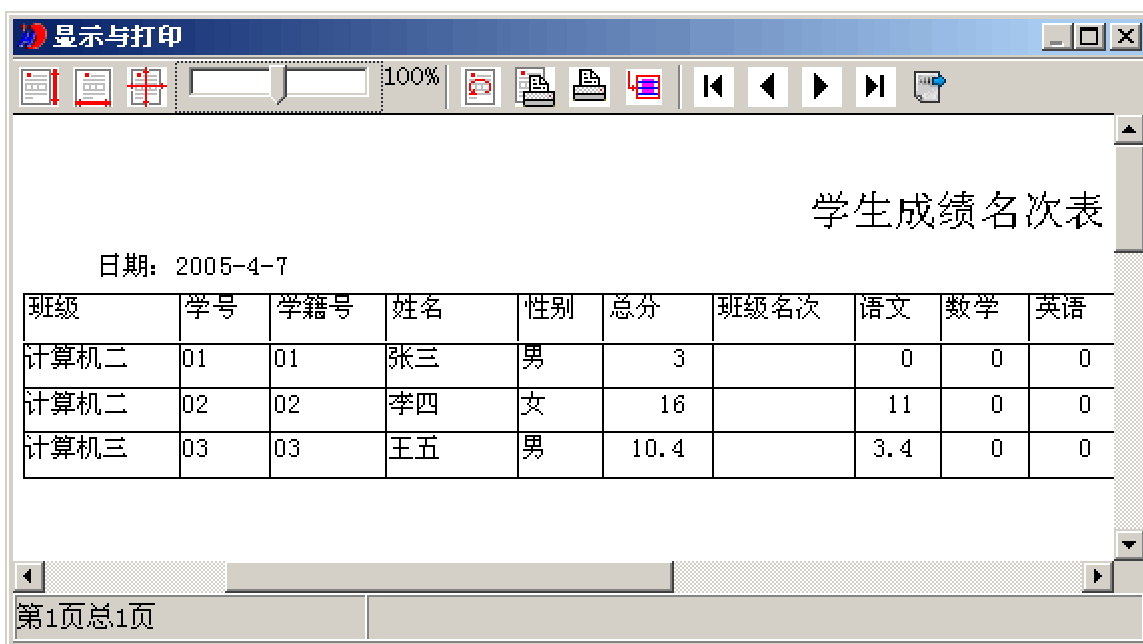 显示与打印
100%
学生成绩名次表
日期: 2005-4-7
班级 学号 学籍号 姓名 性别 总分 班级名次 语文 数学 英语
计算机二 01 01 张三 男 3 0 0 0
计算机二 02 02 李四 女 16 11 0 0
计算机三 03 03 王五 男 10.4 3.4 0 0
第1页总1页